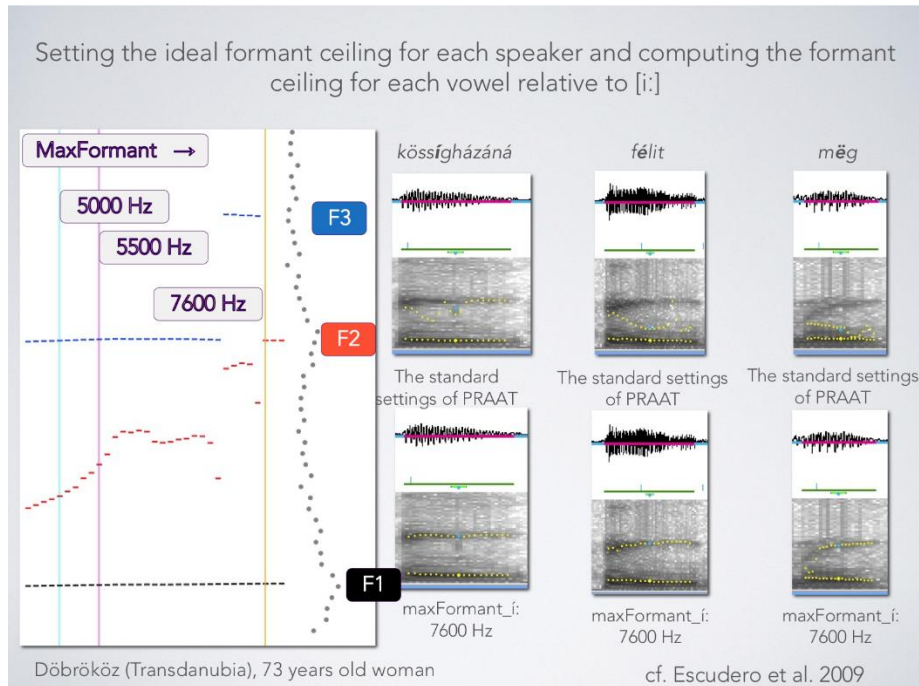 Setting the ideal formant ceiling for each speaker and computing the formant
ceiling for each vowel relative to [i:]
MaxFormant →
5000 Hz
5500 Hz
7600 Hz
F3
F2
F1
kössígházáná
félit
mëg
The standard
settings of PRAAT
The standard settings
of PRAAT
The standard settings
of PRAAT
maxFormant_í:
7600 Hz
maxFormant_í:
7600 Hz
maxFormant_í:
7600 Hz
Döbrököz (Transdanubia), 73 years old woman
cf. Escudero et al. 2009